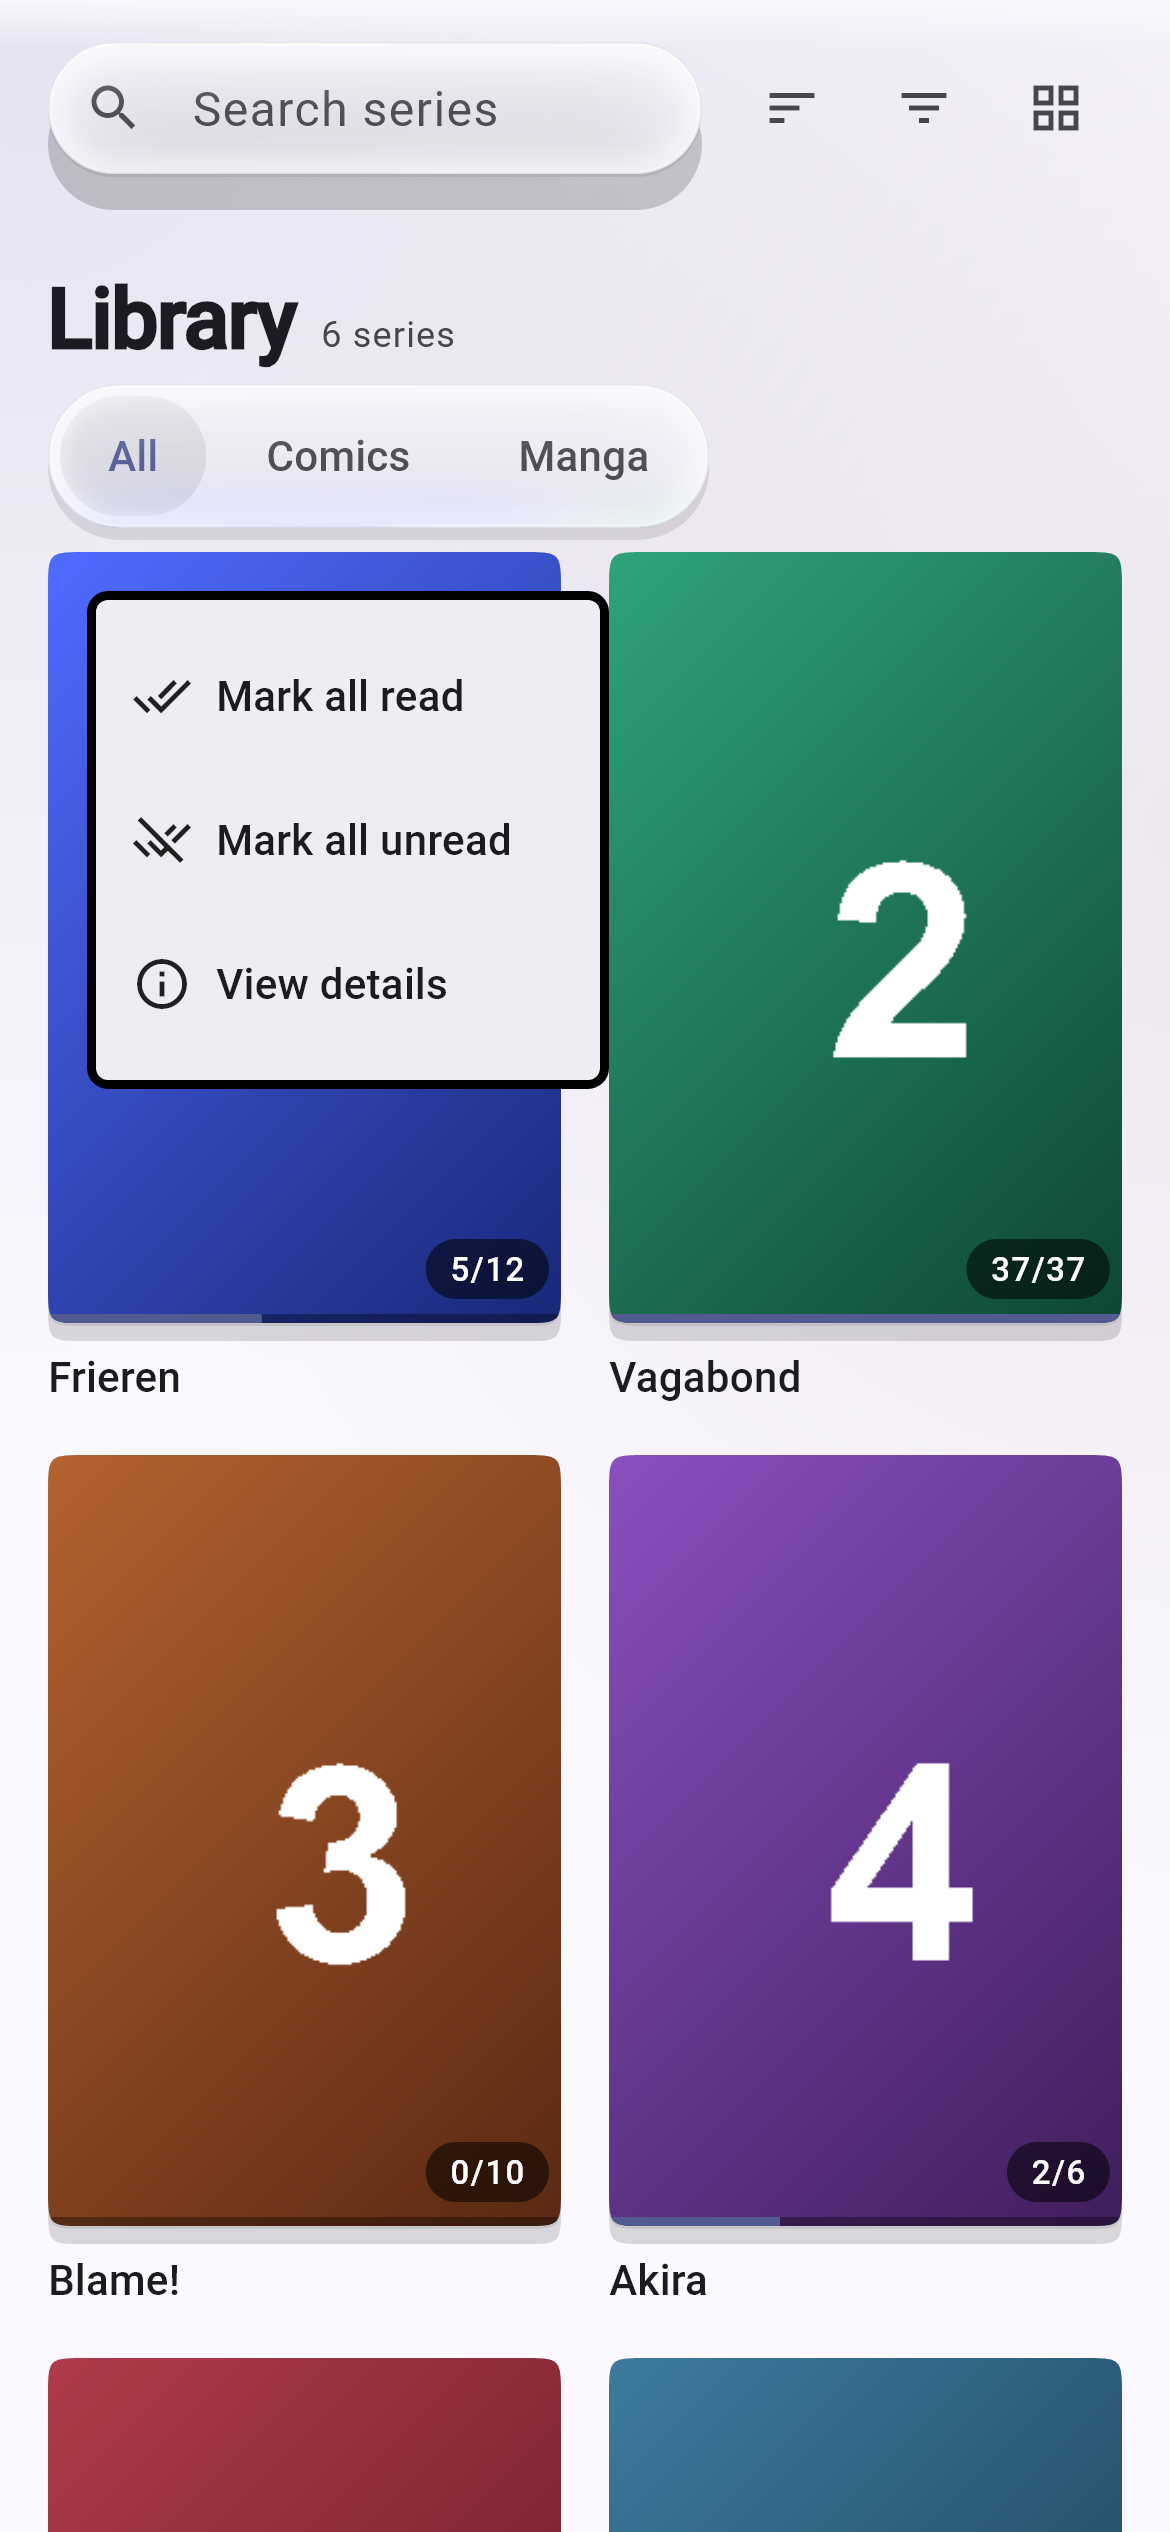 Search series
Library 6 series
All Comics Manga
Mark all read
Mark all unread
View details
2
5/12
37/37
Frieren
Vagabond
3
4
0/10
2/6
Blame!
Akira